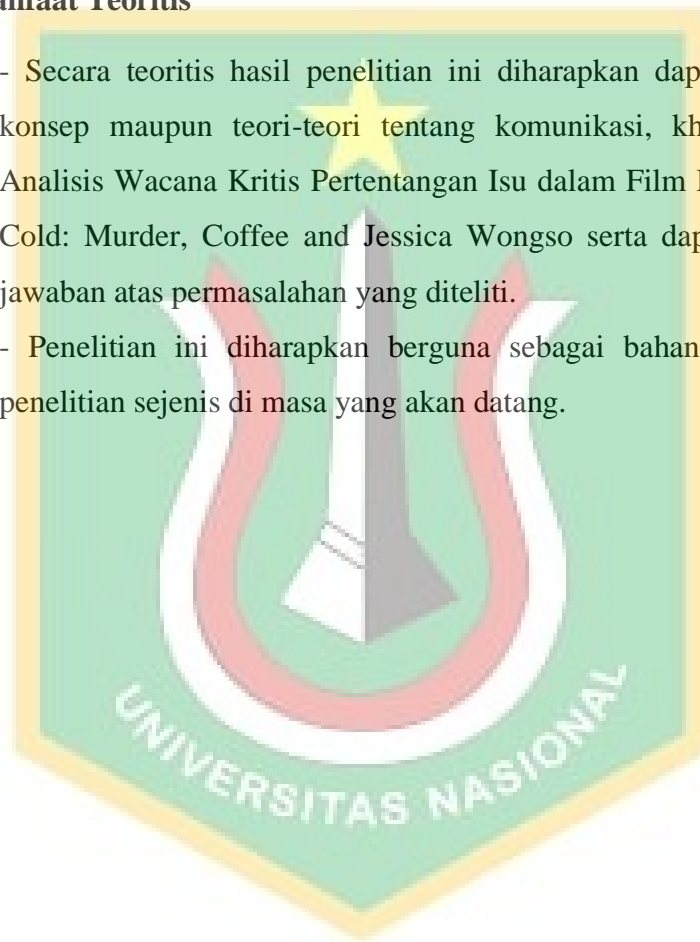 anfaat Teoritis
- Secara teoritis hasil penelitian ini diharapkan dap
konsep maupun teori-teori tentang komunikasi, kh
Analisis Wacana Kritis Pertentangan Isu dalam Film
Cold: Murder, Coffee and Jessica Wongso serta dap
jawaban atas permasalahan yang diteliti.
- Penelitian ini diharapkan berguna sebagai bahan
penelitian sejenis di masa yang akan datang.
UNIVERSITAS NASIONAL